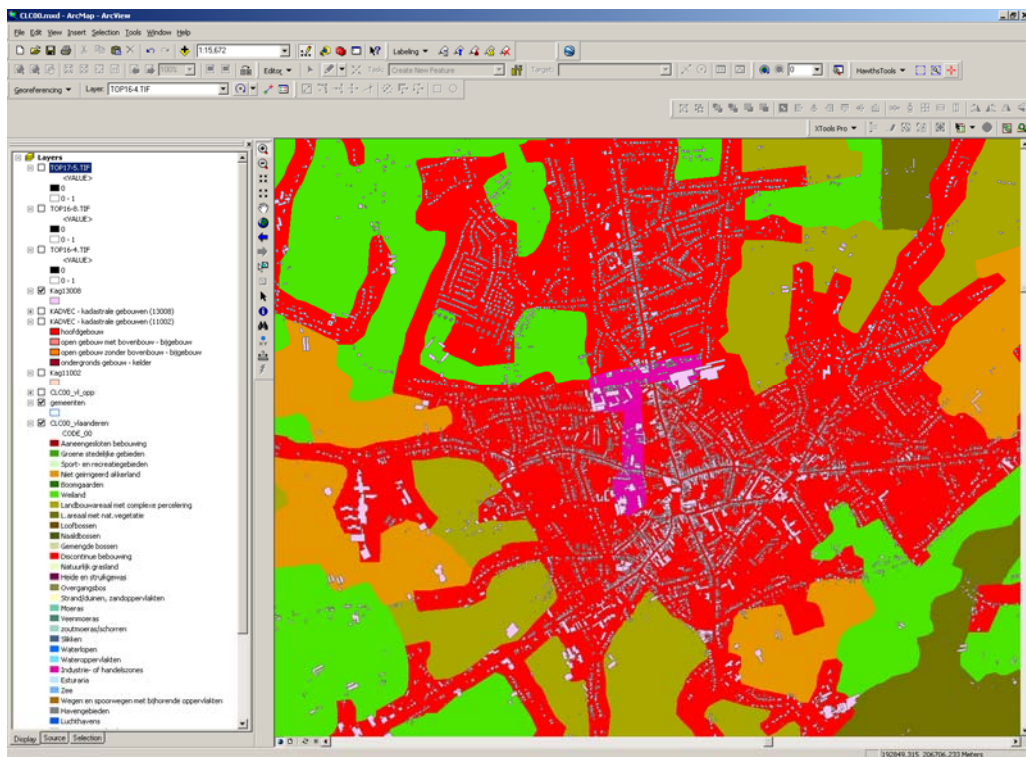 CLC00.mxd - ArcMap - ArcView
File Edit View Insert Selection Tools Window Help
1:15,672
Labeling
100%
Editor
Task: Create New Feature
Target:
0
HawthsTools
Georeferencing
Layer: TOP16-4.TIF
XTools Pro
Layers
TOP17-5.TIF
<VALUE>
0
0 - 1
TOP16-8.TIF
<VALUE>
0
0 - 1
TOP16-4.TIF
<VALUE>
0
0 - 1
Kag13008
KADVEC - kadastrale gebouwen (13008)
KADVEC - kadastrale gebouwen (11002)
hoofdgebouw
open gebouw met bovenbouw - bijgebouw
open gebouw zonder bovenbouw - bijgebouw
ondergronds gebouw - kelder
Kag11002
CLC00_vl_opp
gemeenten
CLC00_vlaanderen
CODE_00
Aaneengesloten bebouwing
Groene stedelijke gebieden
Sport- en recreatiegebieden
Niet geïrrigeerd akkerland
Boomgaarden
Weiland
Landbouwareaal met complexe percelering
L.areaal met nat.vegetatie
Loofbossen
Naaldbossen
Gemengde bossen
Discontinue bebouwing
Natuurlijk grasland
Heide en struikgewas
Overgangsbos
Strand/duinen, zandoppervlakten
Moeras
Veenmoeras
zoutmoeras/schorren
Slikken
Waterlopen
Wateroppervlakten
Industrie- of handelszones
Esturaria
Zee
Wegen en spoorwegen met bijhorende oppervlakten
Havengebieden
Luchthavens
Display Source Selection
192849.315 206706.233 Meters